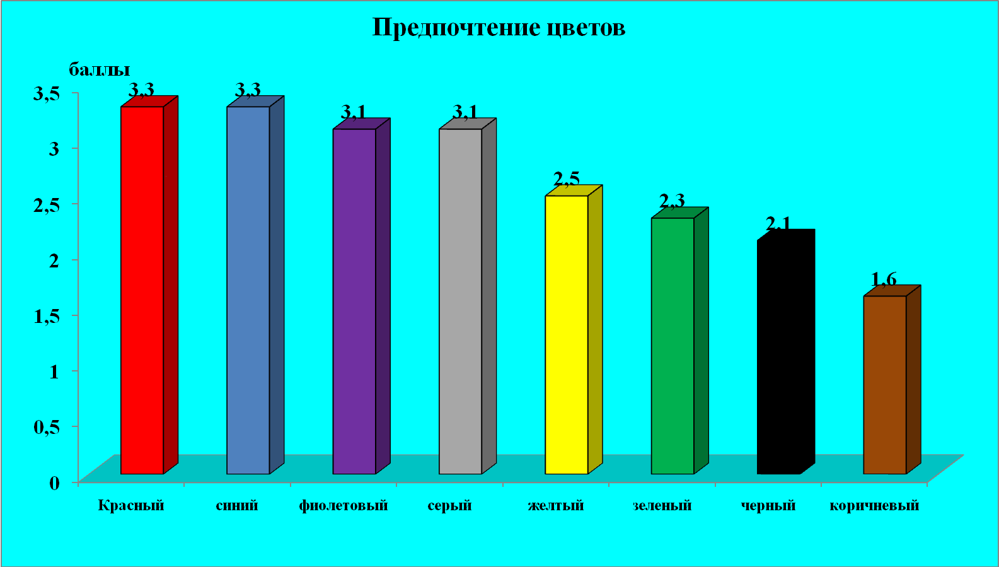 Предпочтение цветов
баллы
3,5
3
2,5
2
1,5
1
0,5
0
3,3
3,3
3,1
3,1
2,5
2,3
2,1
1,6
Красный
синий
фиолетовый
серый
желтый
зеленый
черный
коричневый